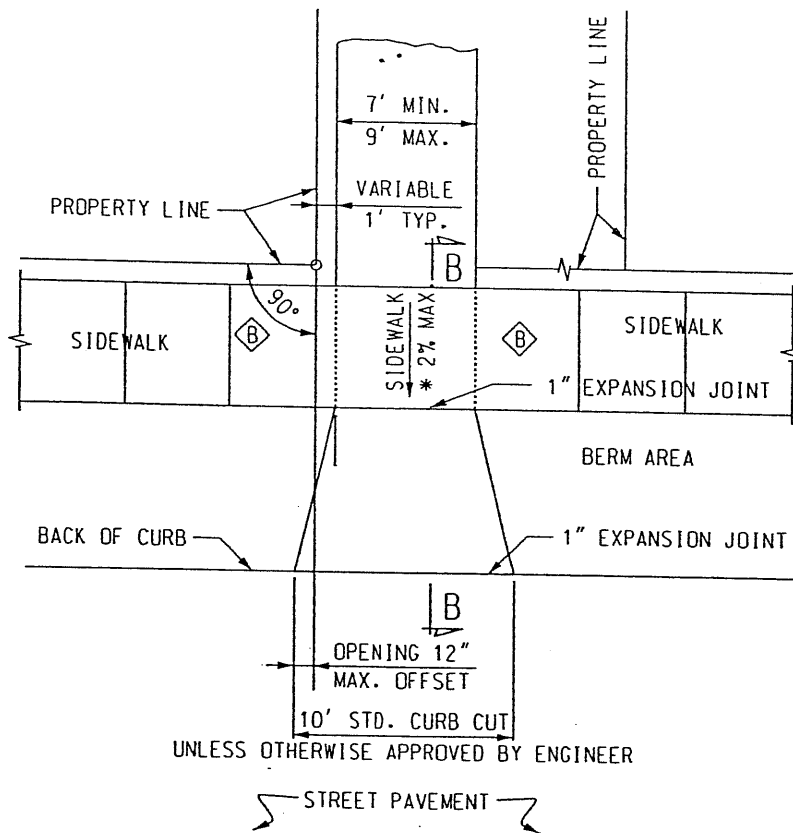 PROPERTY LINE
7' MIN.
9' MAX.
PROPERTY LINE
VARIABLE
1' TYP.
B
90°
SIDEWALK
B
SIDEWALK
* 2% MAX
B
SIDEWALK
1" EXPANSION JOINT
BERM AREA
BACK OF CURB
1" EXPANSION JOINT
B
OPENING 12"
MAX. OFFSET
10' STD. CURB CUT
UNLESS OTHERWISE APPROVED BY ENGINEER
STREET PAVEMENT